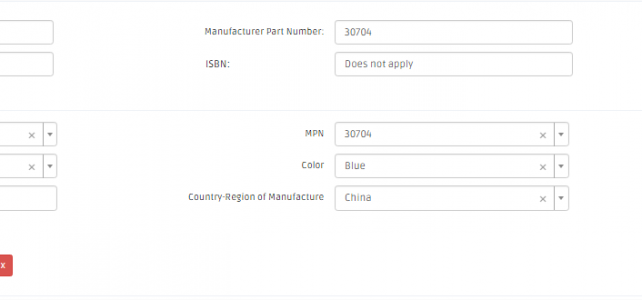 Manufacturer Part Number: 30704
ISBN: Does not apply
MPN 30704 ×
Color Blue ×
Country-Region of Manufacture China ×
x